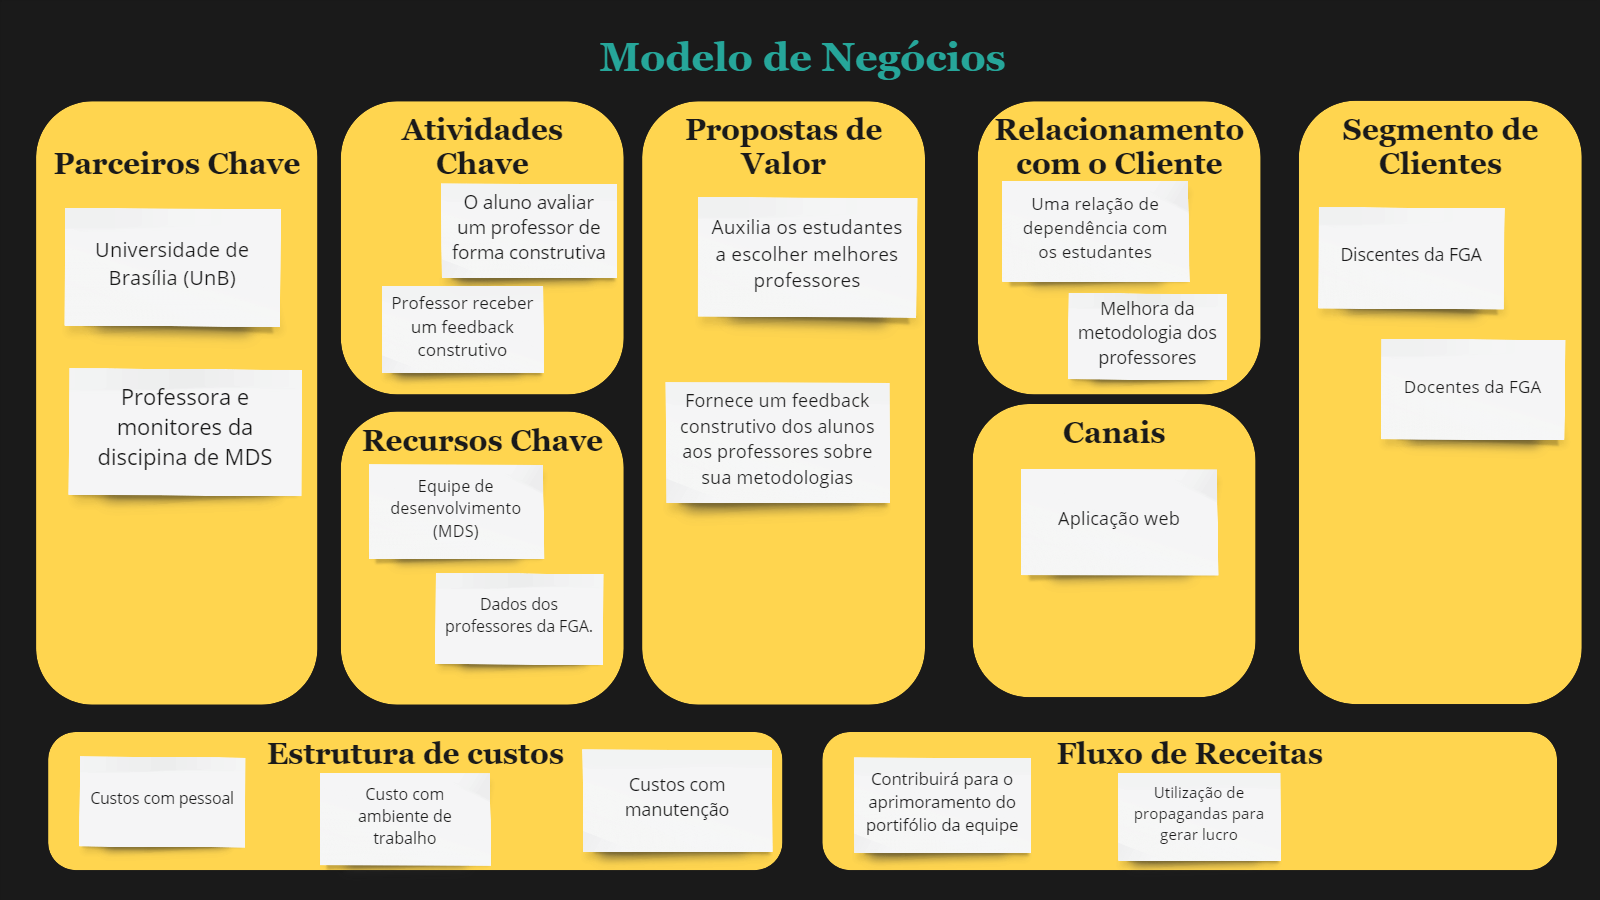 Modelo de Negócios
Parceiros Chave
Universidade de
Brasília (UnB)
Professora e
monitores da
discipina de MDS
Atividades
Chave
O aluno avaliar
um professor de
forma construtiva
Professor receber
um feedback
construtivo
Recursos Chave
Equipe de
desenvolvimento
(MDS)
Dados dos
professores da FGA.
Propostas de
Valor
Auxilia os estudantes
a escolher melhores
professores
Fornece um feedback
construtivo dos alunos
aos professores sobre
sua metodologias
Relacionamento
com o Cliente
Uma relação de
dependência com
os estudantes
Melhora da
metodologia dos
professores
Canais
Aplicação web
Segmento de
Clientes
Discentes da FGA
Docentes da FGA
Estrutura de custos
Custos com pessoal
Custo com
ambiente de
trabalho
Custos com
manutenção
Fluxo de Receitas
Contribuirá para o
aprimoramento do
portifólio da equipe
Utilização de
propagandas para
gerar lucro